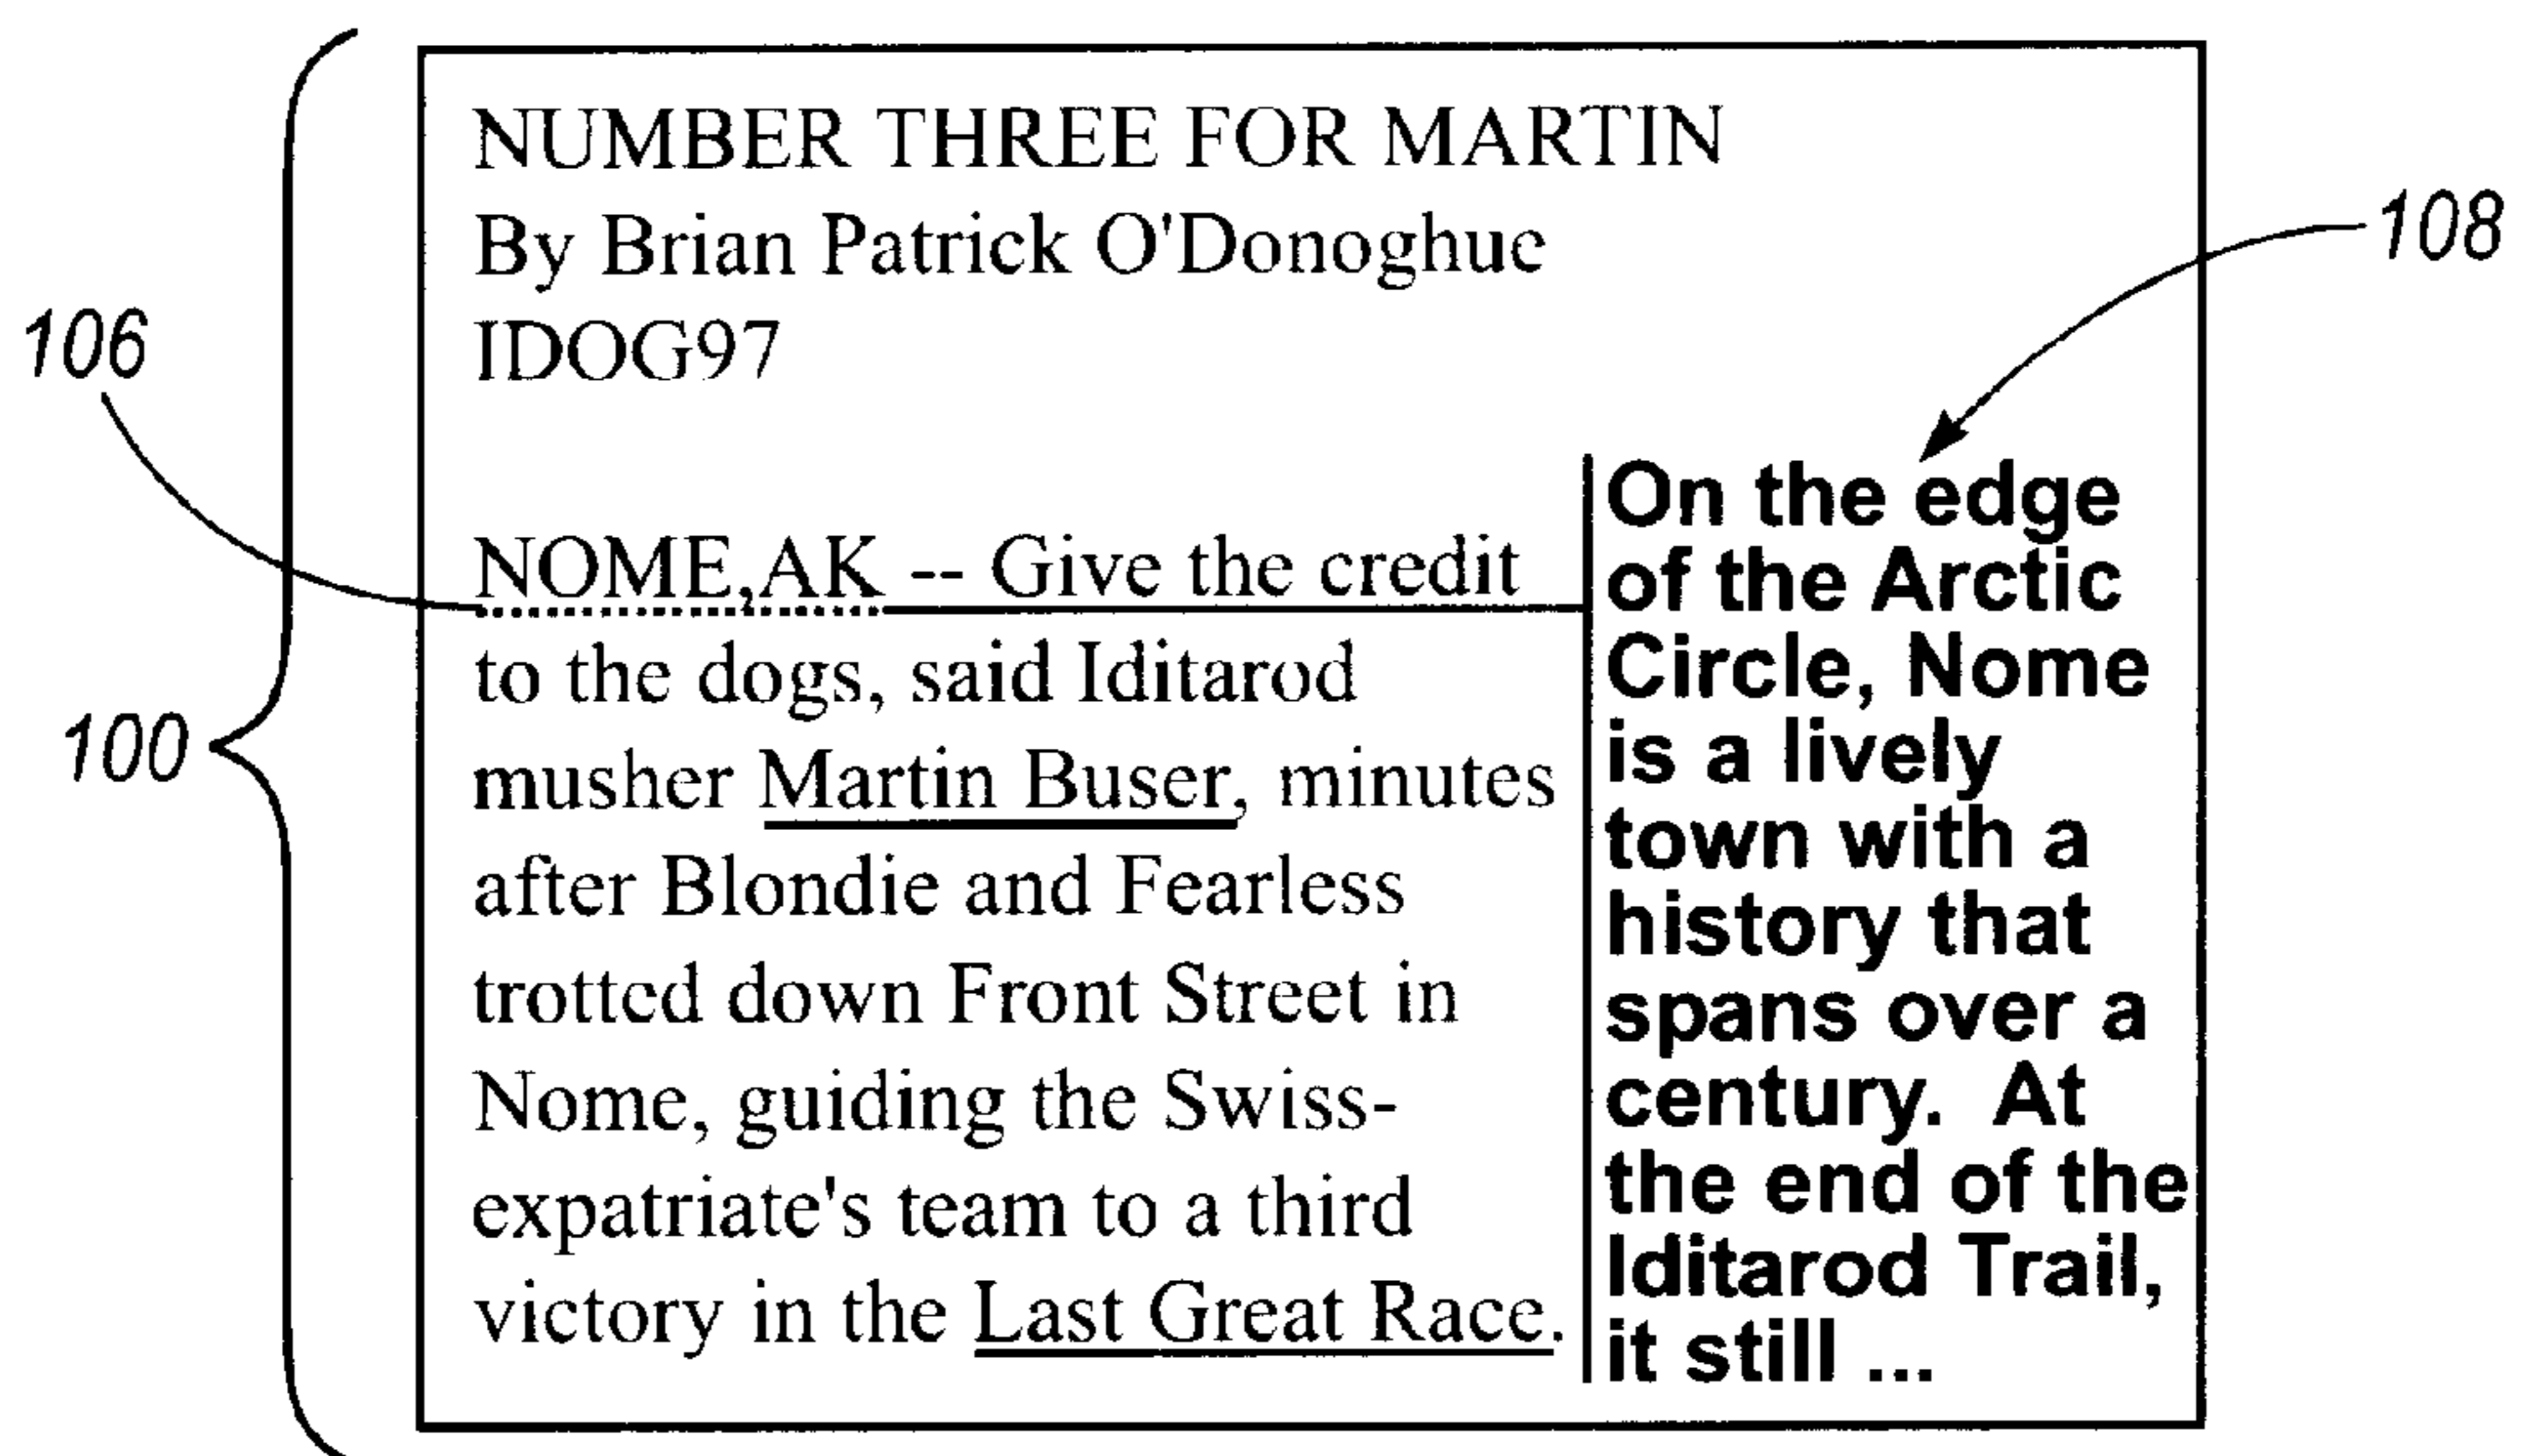 NUMBER THREE FOR MARTIN
By Brian Patrick O'Donoghue
IDOG97
NOME,AK -- Give the credit
to the dogs, said Iditarod
musher Martin Buser, minutes
after Blondie and Fearless
trotted down Front Street in
Nome, guiding the Swiss-
expatriate's team to a third
victory in the Last Great Race.
On the edge
of the Arctic
Circle, Nome
is a lively
town with a
history that
spans over a
century. At
the end of the
Iditarod Trail,
it still ...
106
100
108